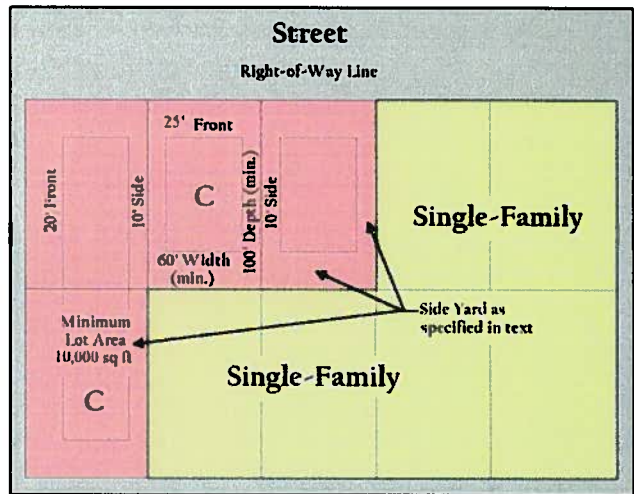 Street
Right-of-Way Line
25' Front
20' Front
10' Side
C
100' Depth (min.)
10' Side
60' Width
(min.)
Single-Family
Side Yard as
specified in text
Minimum
Lot Area
10,000 sq ft
C
Single-Family